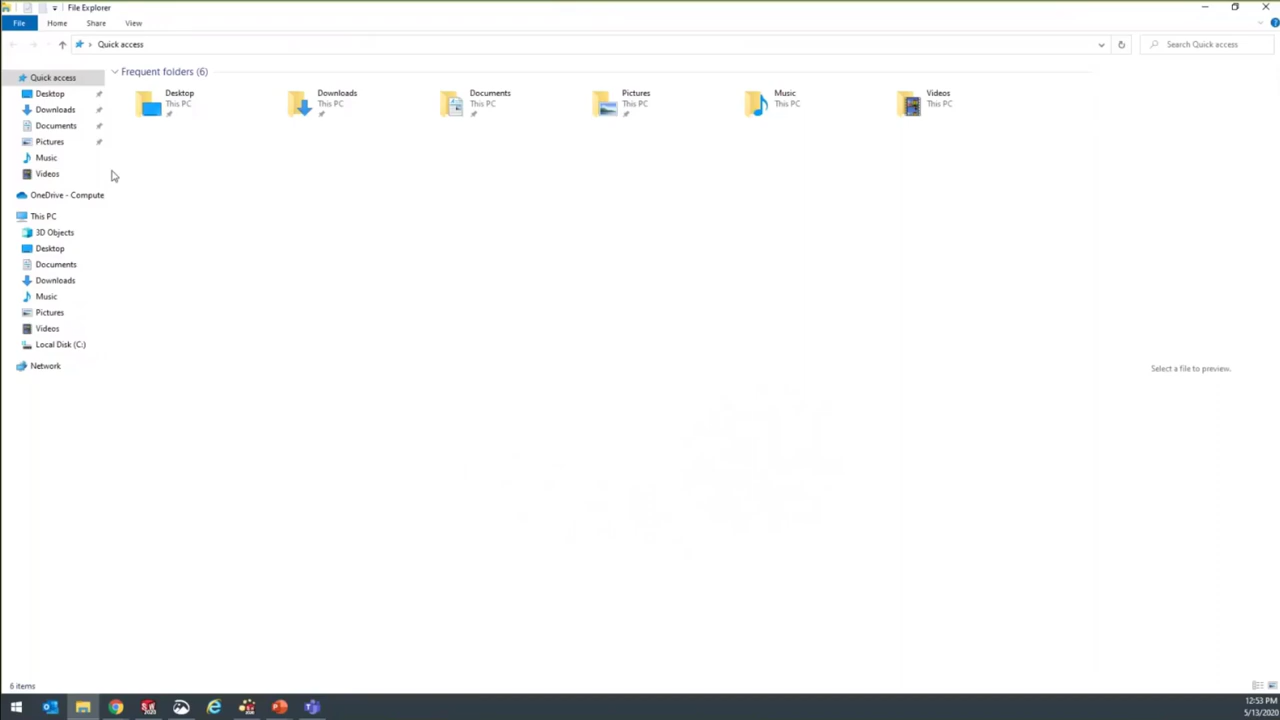 File Explorer
File Home Share View
Quick access
Search Quick access
Quick access
Desktop
Downloads
Documents
Pictures
Music
Videos
OneDrive - Compute
This PC
3D Objects
Desktop
Documents
Downloads
Music
Pictures
Videos
Local Disk (C:)
Network
Frequent folders (6)
Desktop
This PC
Downloads
This PC
Documents
This PC
Pictures
This PC
Music
This PC
Videos
This PC
Select a file to preview.
6 items
12:53 PM
5/13/2020